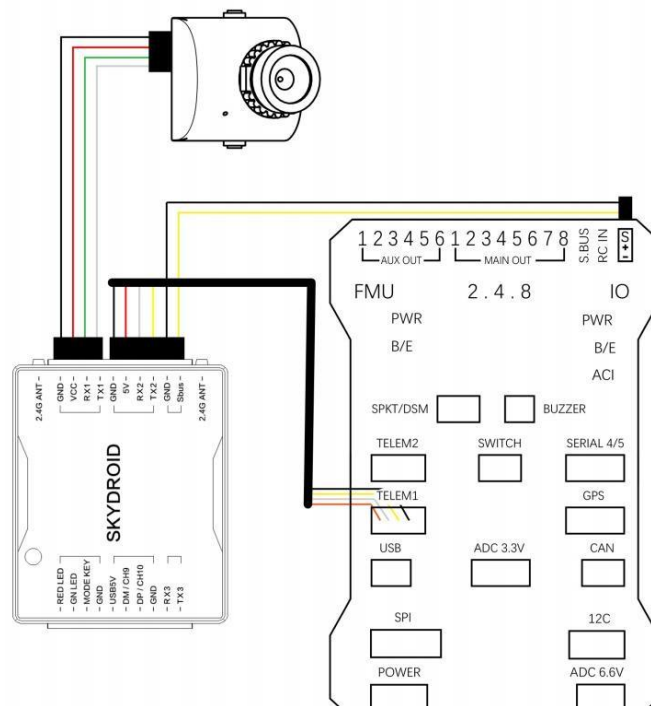 1 2 3 4 5 6 1 2 3 4 5 6 7 8 S.BUS RC IN S + -
AUX OUT MAIN OUT
FMU 2.4.8 IO
PWR PWR
B/E B/E
ACI
SPKT/DSM BUZZER
TELEM2 SWITCH SERIAL 4/5
TELEM1 GPS
USB ADC 3.3V CAN
SPI 12C
POWER ADC 6.6V
2.4G ANT
GND
VCC
RX1
TX1
GND
5V
RX2
TX2
GND
Sbus
2.4G ANT
SKYDROID
RED LED
GN LED
MODE KEY
GND
USB5V
DM / CH9
DP / CH10
GND
RX3
TX3